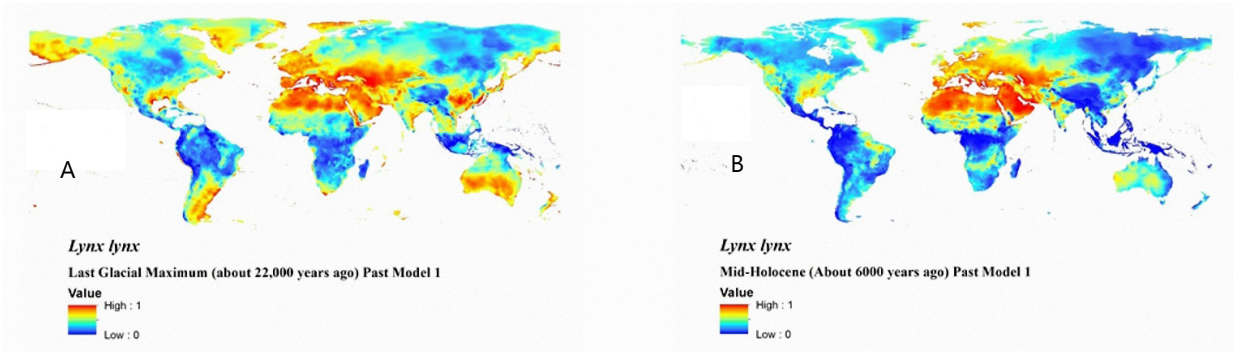 A
Lynx lynx
Last Glacial Maximum (about 22,000 years ago) Past Model 1
Value
High : 1
Low : 0
B
Lynx lynx
Mid-Holocene (About 6000 years ago) Past Model 1
Value
High : 1
Low : 0